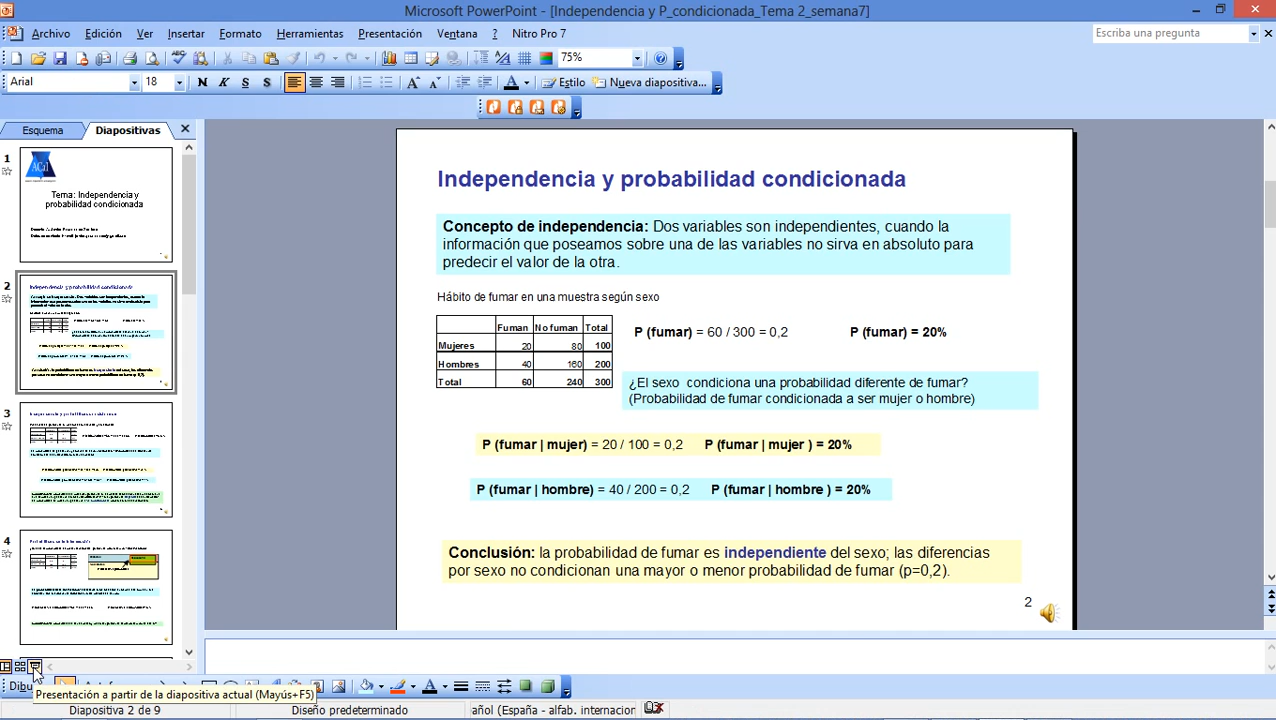 Microsoft PowerPoint - [Independencia y P_condicionada_Tema 2_semana7]
Archivo Edición Ver Insertar Formato Herramientas Presentación Ventana ? Nitro Pro 7
Escriba una pregunta
75%
Arial 18 N K S S Estilo Nueva diapositiva...
Esquema Diapositivas
1
ACil
Tema: Independencia y
probabilidad condicionada
2
3
4
Independencia y probabilidad condicionada
Concepto de independencia: Dos variables son independientes, cuando la
información que poseamos sobre una de las variables no sirva en absoluto para
predecir el valor de la otra.
Hábito de fumar en una muestra según sexo
Fuman No fuman Total
Mujeres 20 80 100
Hombres 40 160 200
Total 60 240 300
P (fumar) = 60 / 300 = 0,2 P (fumar) = 20%
¿El sexo condiciona una probabilidad diferente de fumar?
(Probabilidad de fumar condicionada a ser mujer o hombre)
P (fumar | mujer) = 20 / 100 = 0,2 P (fumar | mujer ) = 20%
P (fumar | hombre) = 40 / 200 = 0,2 P (fumar | hombre ) = 20%
Conclusión: la probabilidad de fumar es independiente del sexo; las diferencias
por sexo no condicionan una mayor o menor probabilidad de fumar (p=0,2).
2
Dibu
Presentación a partir de la diapositiva actual (Mayús+F5)
Diapositiva 2 de 9 Diseño predeterminado añol (España - alfab. internacior